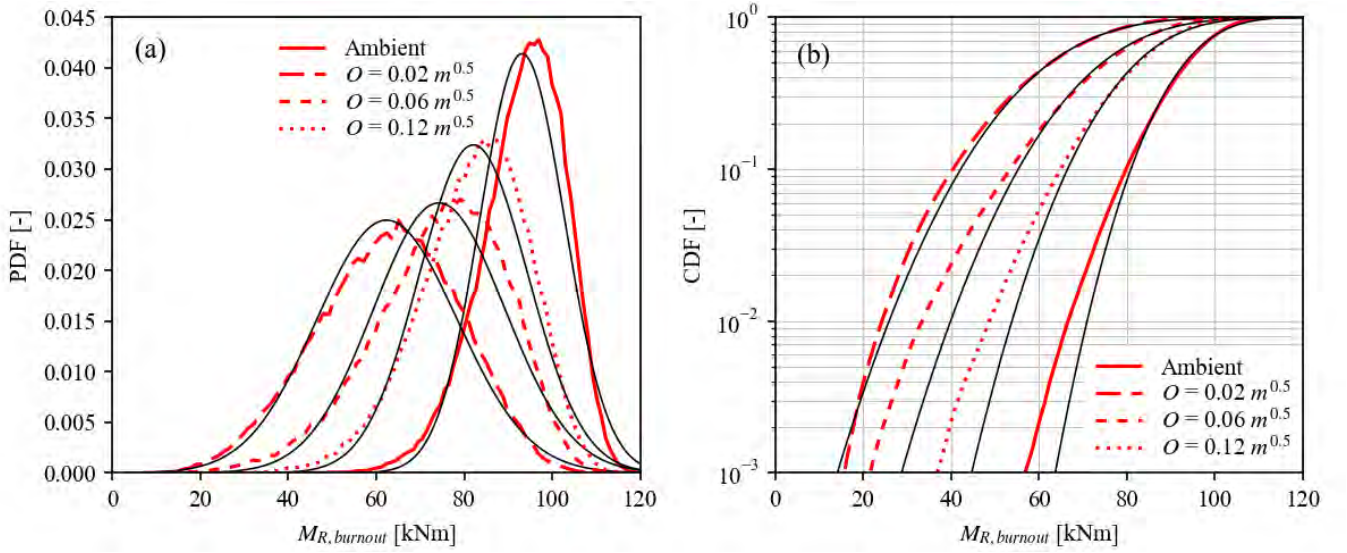 (a)
Ambient
O = 0.02 m^0.5
O = 0.06 m^0.5
O = 0.12 m^0.5
0.045
0.040
0.035
0.030
0.025
0.020
0.015
0.010
0.005
0.000
PDF [-]
0 20 40 60 80 100 120
M_R, burnout [kNm]
(b)
10^0
10^-1
10^-2
10^-3
CDF [-]
Ambient
O = 0.02 m^0.5
O = 0.06 m^0.5
O = 0.12 m^0.5
0 20 40 60 80 100 120
M_R, burnout [kNm]